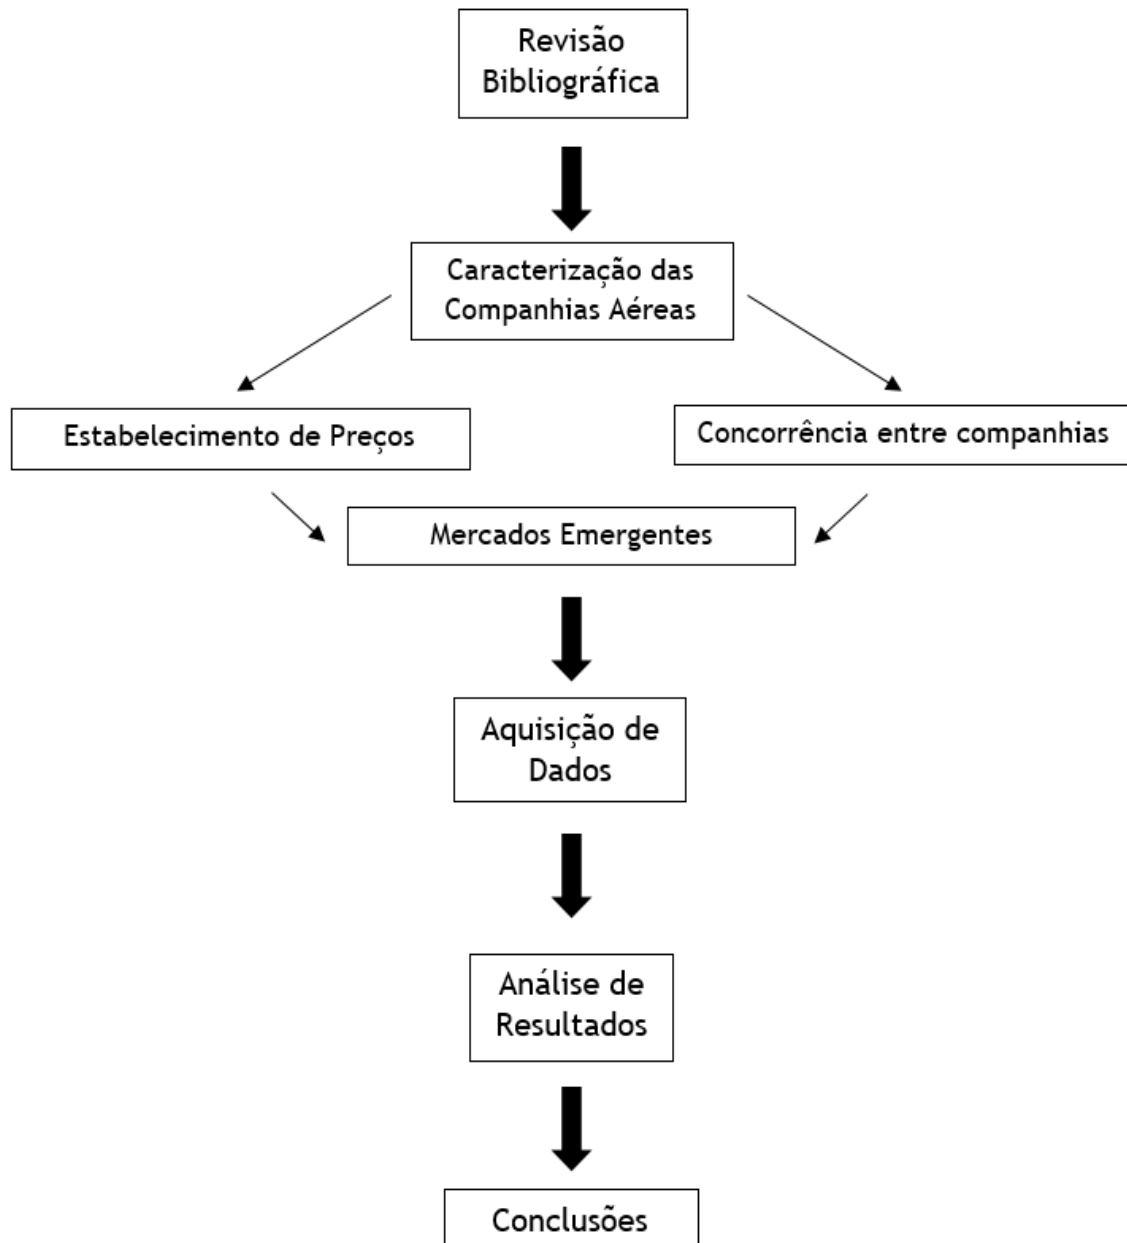 Revisão
Bibliográfica
Caracterização das
Companhias Aéreas
Estabelecimento de Preços
Concorrência entre companhias
Mercados Emergentes
Aquisição de
Dados
Análise de
Resultados
Conclusões